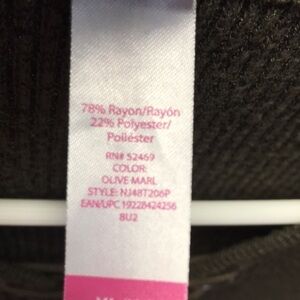 78% Rayon/Rayón
22% Polyester/
Poliéster
RN# 52469
COLOR:
OLIVE MARL
STYLE: NJ48T206P
EAN/UPC 19228424256
8U2